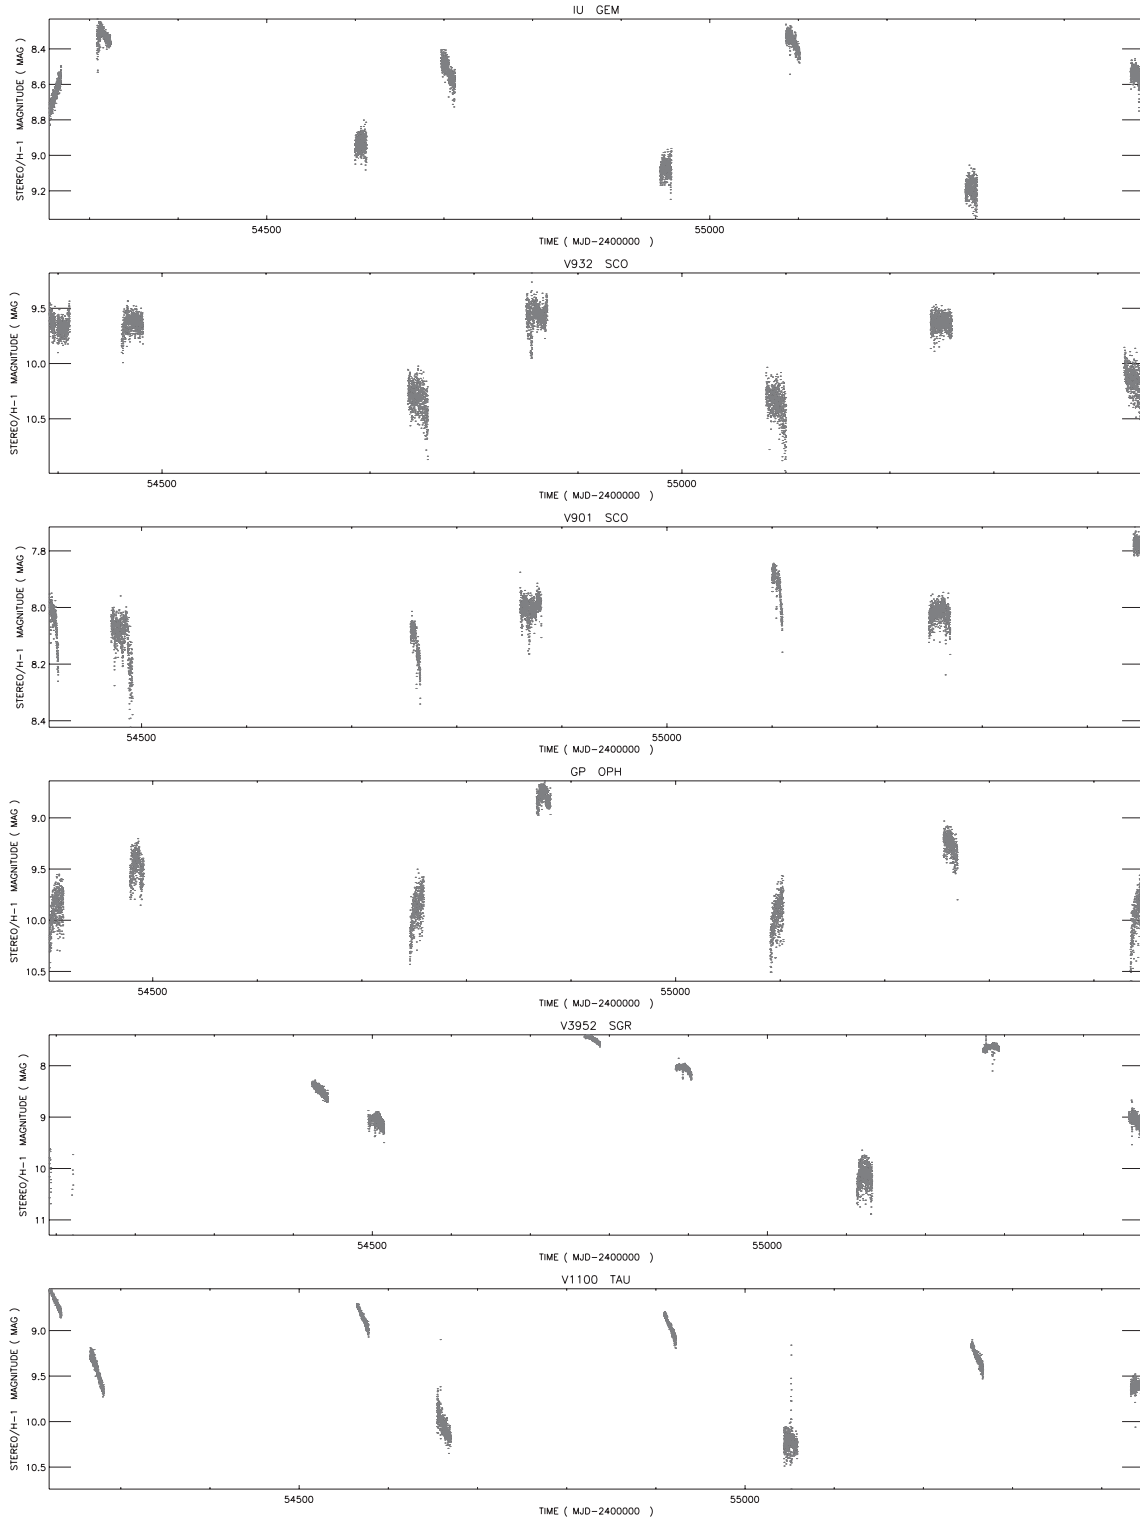 IU GEM
STEREO/H-1 MAGNITUDE ( MAG )
8.4
8.6
8.8
9.0
9.2
54500
55000
TIME ( MJD-2400000 )
V932 SCO
STEREO/H-1 MAGNITUDE ( MAG )
9.5
10.0
10.5
54500
55000
TIME ( MJD-2400000 )
V901 SCO
STEREO/H-1 MAGNITUDE ( MAG )
7.8
8.0
8.2
8.4
54500
55000
TIME ( MJD-2400000 )
GP OPH
STEREO/H-1 MAGNITUDE ( MAG )
9.0
9.5
10.0
10.5
54500
55000
TIME ( MJD-2400000 )
V3952 SGR
STEREO/H-1 MAGNITUDE ( MAG )
8
9
10
11
54500
55000
TIME ( MJD-2400000 )
V1100 TAU
STEREO/H-1 MAGNITUDE ( MAG )
9.0
9.5
10.0
10.5
54500
55000
TIME ( MJD-2400000 )